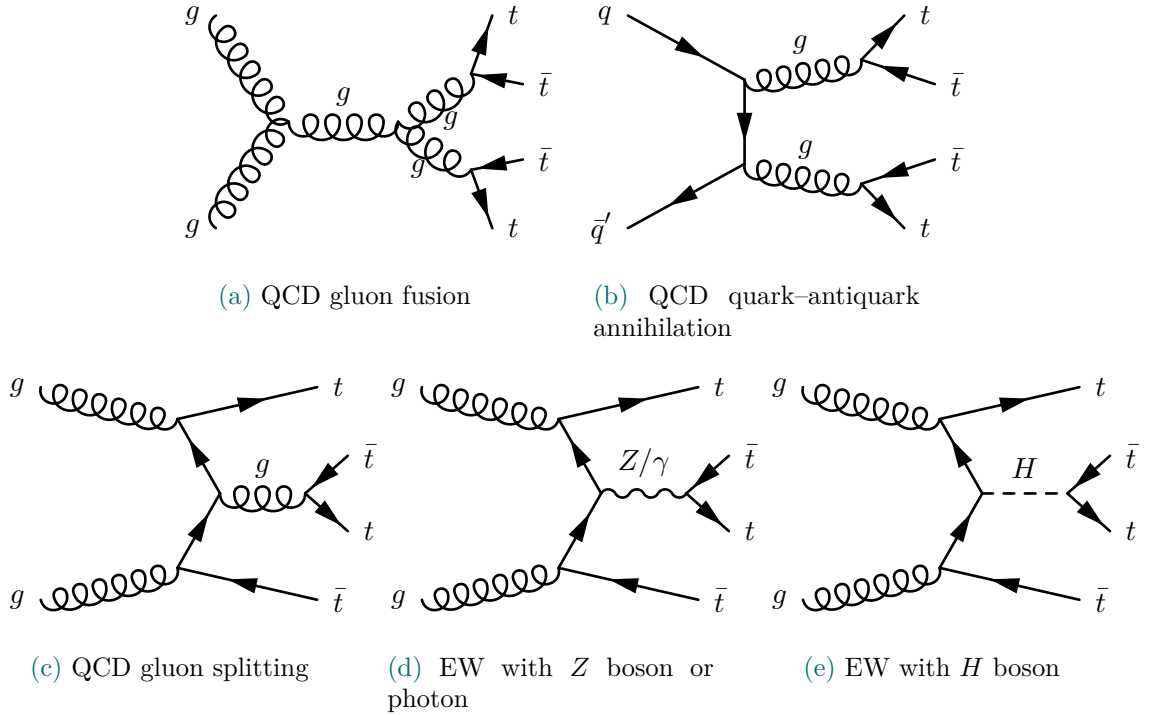 g
t
t̄
g
g
g
t̄
g
t
(a) QCD gluon fusion
q
t
g
t̄
g
t̄
q̄′
t
(b) QCD quark–antiquark
annihilation
g
t
g
t̄
t
g
t̄
(c) QCD gluon splitting
g
t
Z/γ
t̄
t
g
t̄
(d) EW with Z boson or
photon
g
t
H
t̄
t
g
t̄
(e) EW with H boson